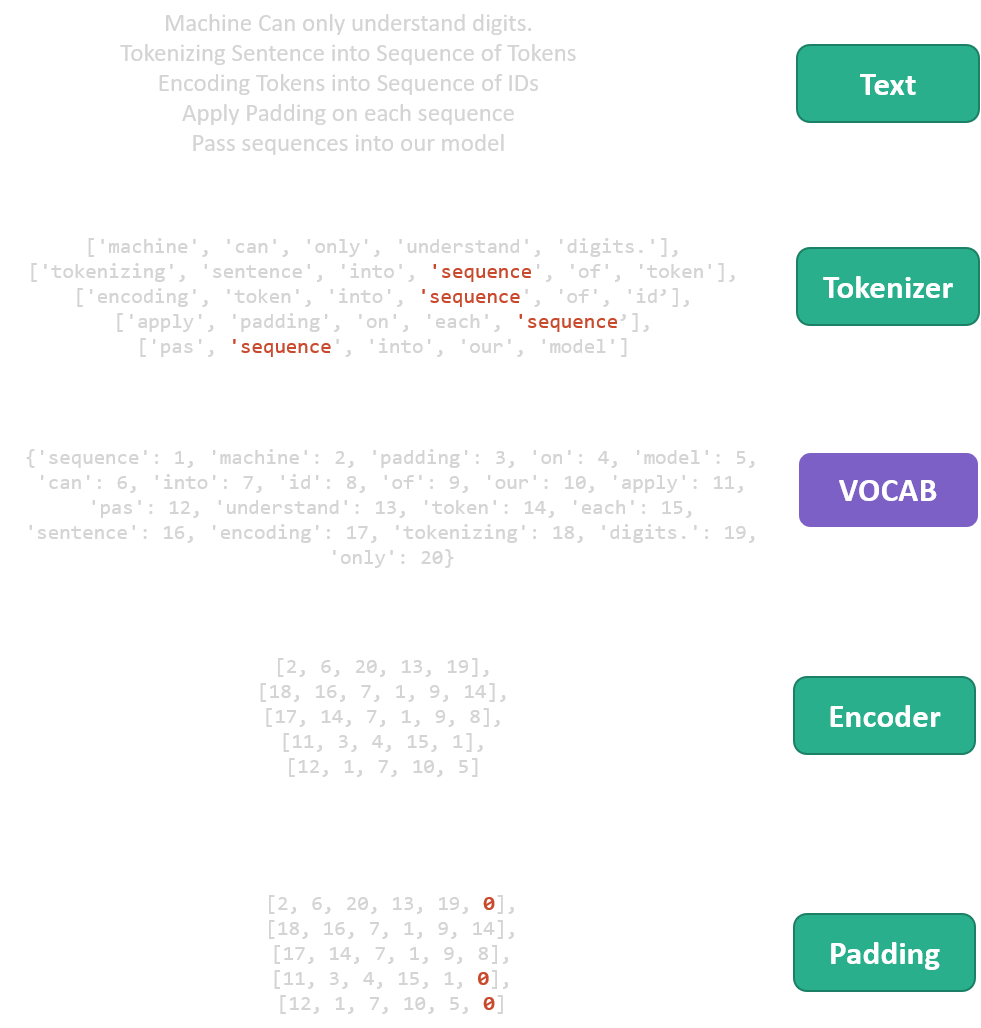 Machine Can only understand digits.
Tokenizing Sentence into Sequence of Tokens
Encoding Tokens into Sequence of IDs
Apply Padding on each sequence
Pass sequences into our model
Text
['machine', 'can', 'only', 'understand', 'digits.'],
['tokenizing', 'sentence', 'into', 'sequence', 'of', 'token'],
['encoding', 'token', 'into', 'sequence', 'of', 'id’],
['apply', 'padding', 'on', 'each', 'sequence’],
['pas', 'sequence', 'into', 'our', 'model']
Tokenizer
{'sequence': 1, 'machine': 2, 'padding': 3, 'on': 4, 'model': 5,
'can': 6, 'into': 7, 'id': 8, 'of': 9, 'our': 10, 'apply': 11,
'pas': 12, 'understand': 13, 'token': 14, 'each': 15,
'sentence': 16, 'encoding': 17, 'tokenizing': 18, 'digits.': 19,
'only': 20}
VOCAB
[2, 6, 20, 13, 19],
[18, 16, 7, 1, 9, 14],
[17, 14, 7, 1, 9, 8],
[11, 3, 4, 15, 1],
[12, 1, 7, 10, 5]
Encoder
[2, 6, 20, 13, 19, 0],
[18, 16, 7, 1, 9, 14],
[17, 14, 7, 1, 9, 8],
[11, 3, 4, 15, 1, 0],
[12, 1, 7, 10, 5, 0]
Padding